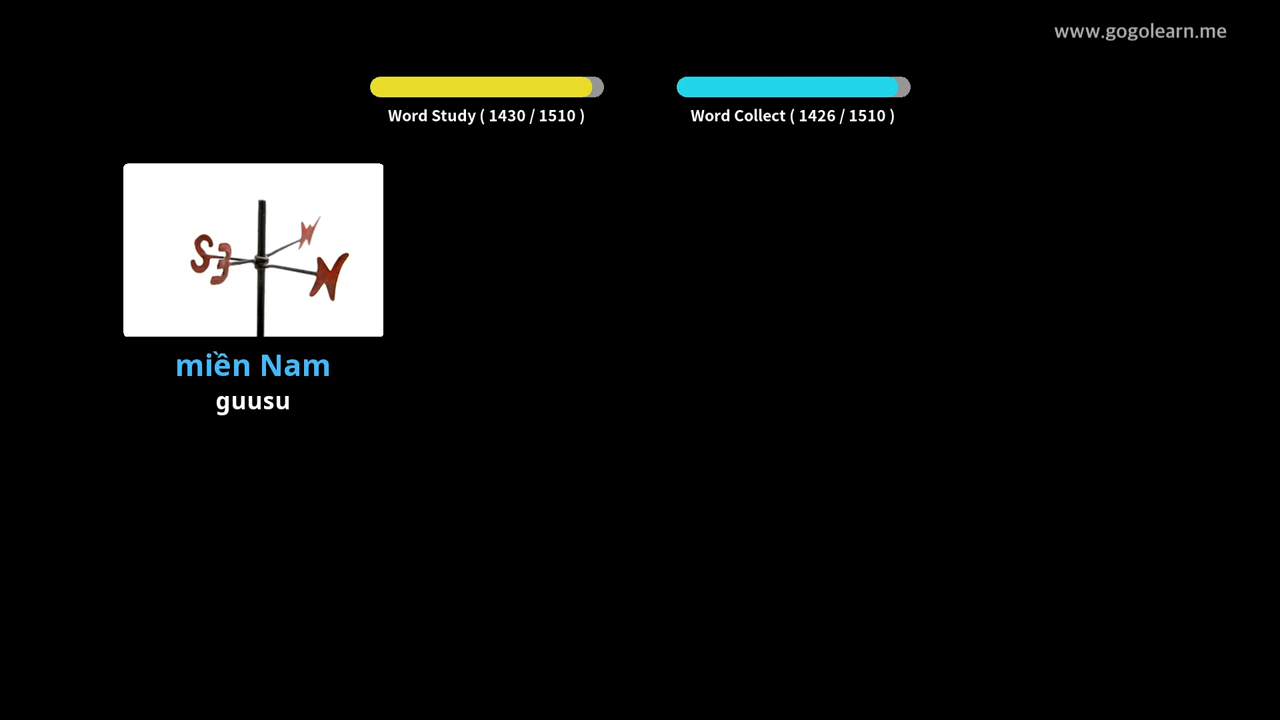 www.gogolearn.me
Word Study ( 1430 / 1510 )
Word Collect ( 1426 / 1510 )
N
S E N
miền Nam
guusu